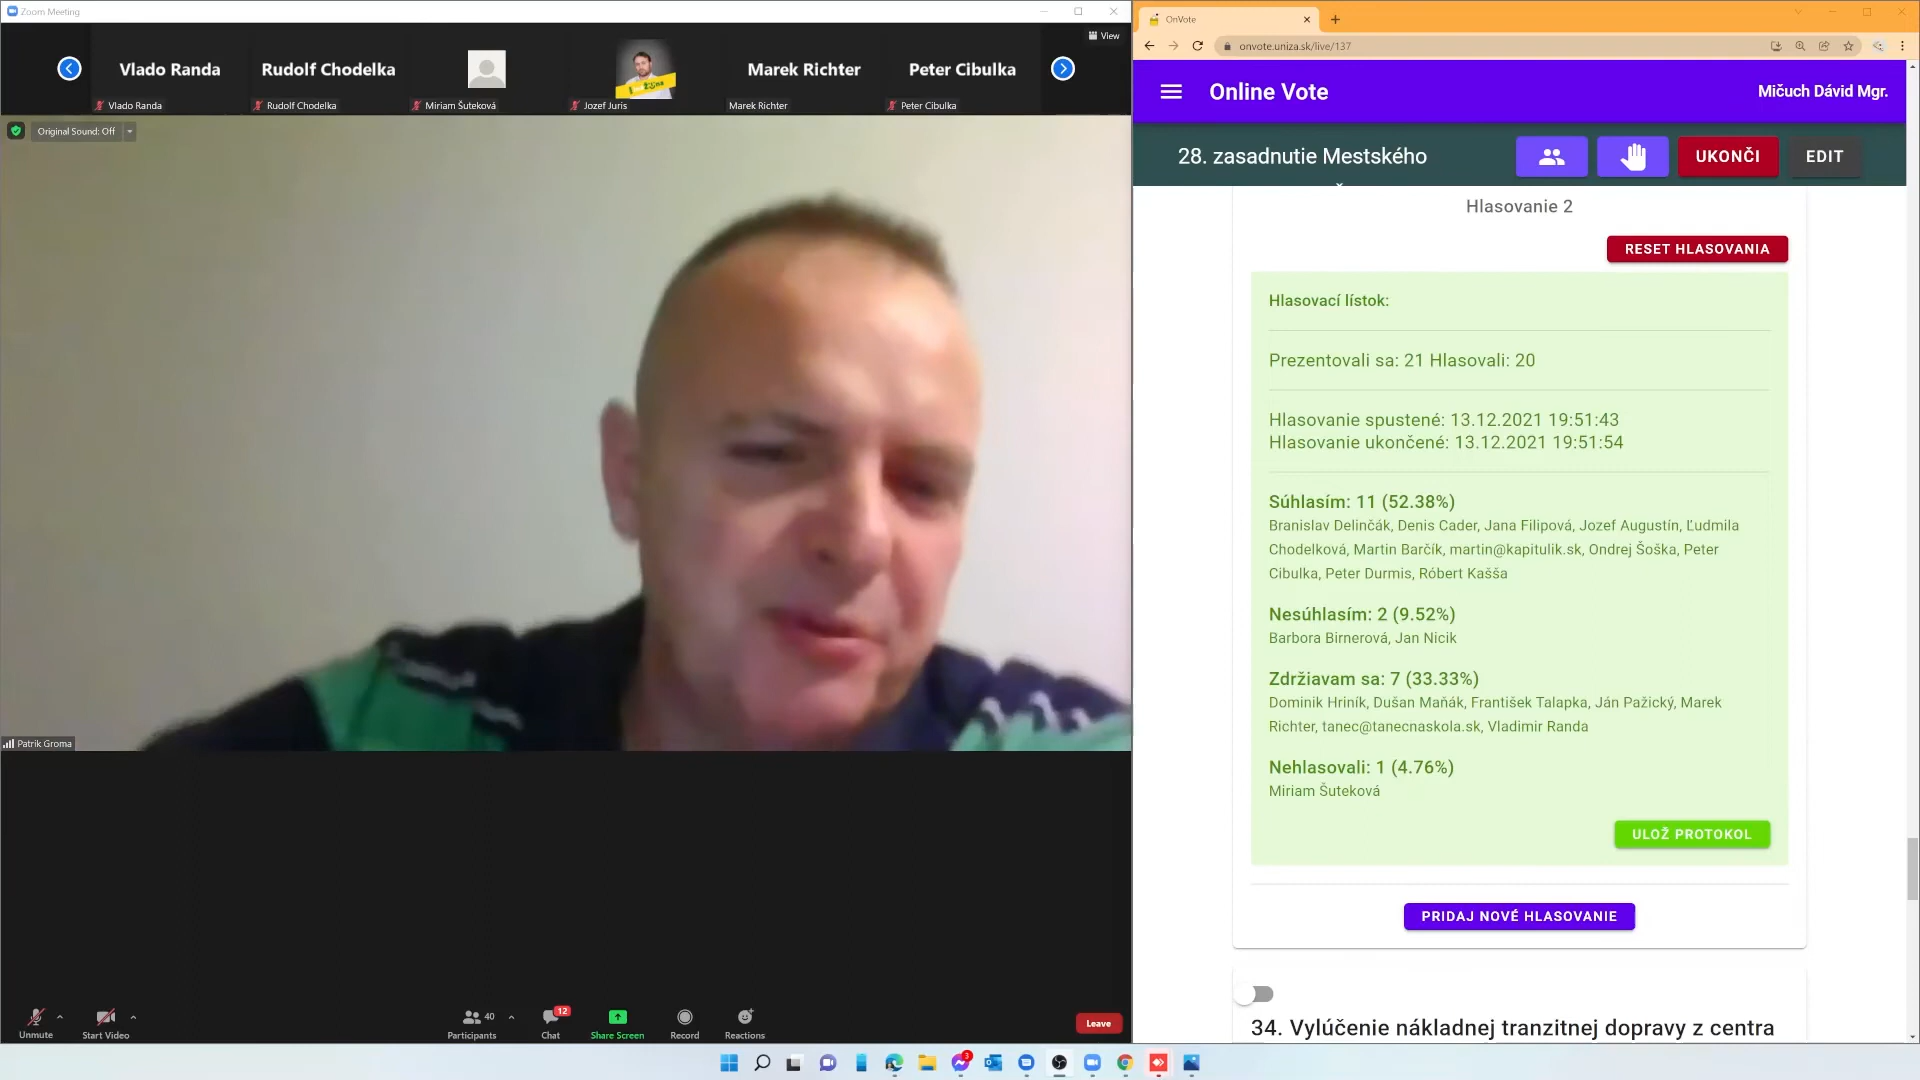 Zoom Meeting
View
Vlado Randa
Rudolf Chodelka
Marek Richter
Peter Cibulka
Vlado Randa
Rudolf Chodelka
Miriam Šuteková
Jozef Juris
Marek Richter
Peter Cibulka
Original Sound: Off
Patrik Groma
Unmute
Start Video
40
Participants
12
Chat
Share Screen
Record
Reactions
Leave
OnVote
onvote.uniza.sk/live/137
Online Vote
Mičuch Dávid Mgr.
28. zasadnutie Mestského
UKONČI
EDIT
Hlasovanie 2
RESET HLASOVANIA
Hlasovací lístok:
Prezentovali sa: 21 Hlasovali: 20
Hlasovanie spustené: 13.12.2021 19:51:43
Hlasovanie ukončené: 13.12.2021 19:51:54
Súhlasím: 11 (52.38%)
Branislav Delinčák, Denis Cader, Jana Filipová, Jozef Augustín, Ľudmila
Chodelková, Martin Barčík, martin@kapitulik.sk, Ondrej Šoška, Peter
Cibulka, Peter Durmis, Róbert Kašša
Nesúhlasím: 2 (9.52%)
Barbora Birnerová, Jan Nicik
Zdržiavam sa: 7 (33.33%)
Dominik Hriník, Dušan Maňák, František Talapka, Ján Pažický, Marek
Richter, tanec@tanecnaskola.sk, Vladimir Randa
Nehlasovali: 1 (4.76%)
Miriam Šuteková
ULOŽ PROTOKOL
PRIDAJ NOVÉ HLASOVANIE
34. Vylúčenie nákladnej tranzitnej dopravy z centra
3